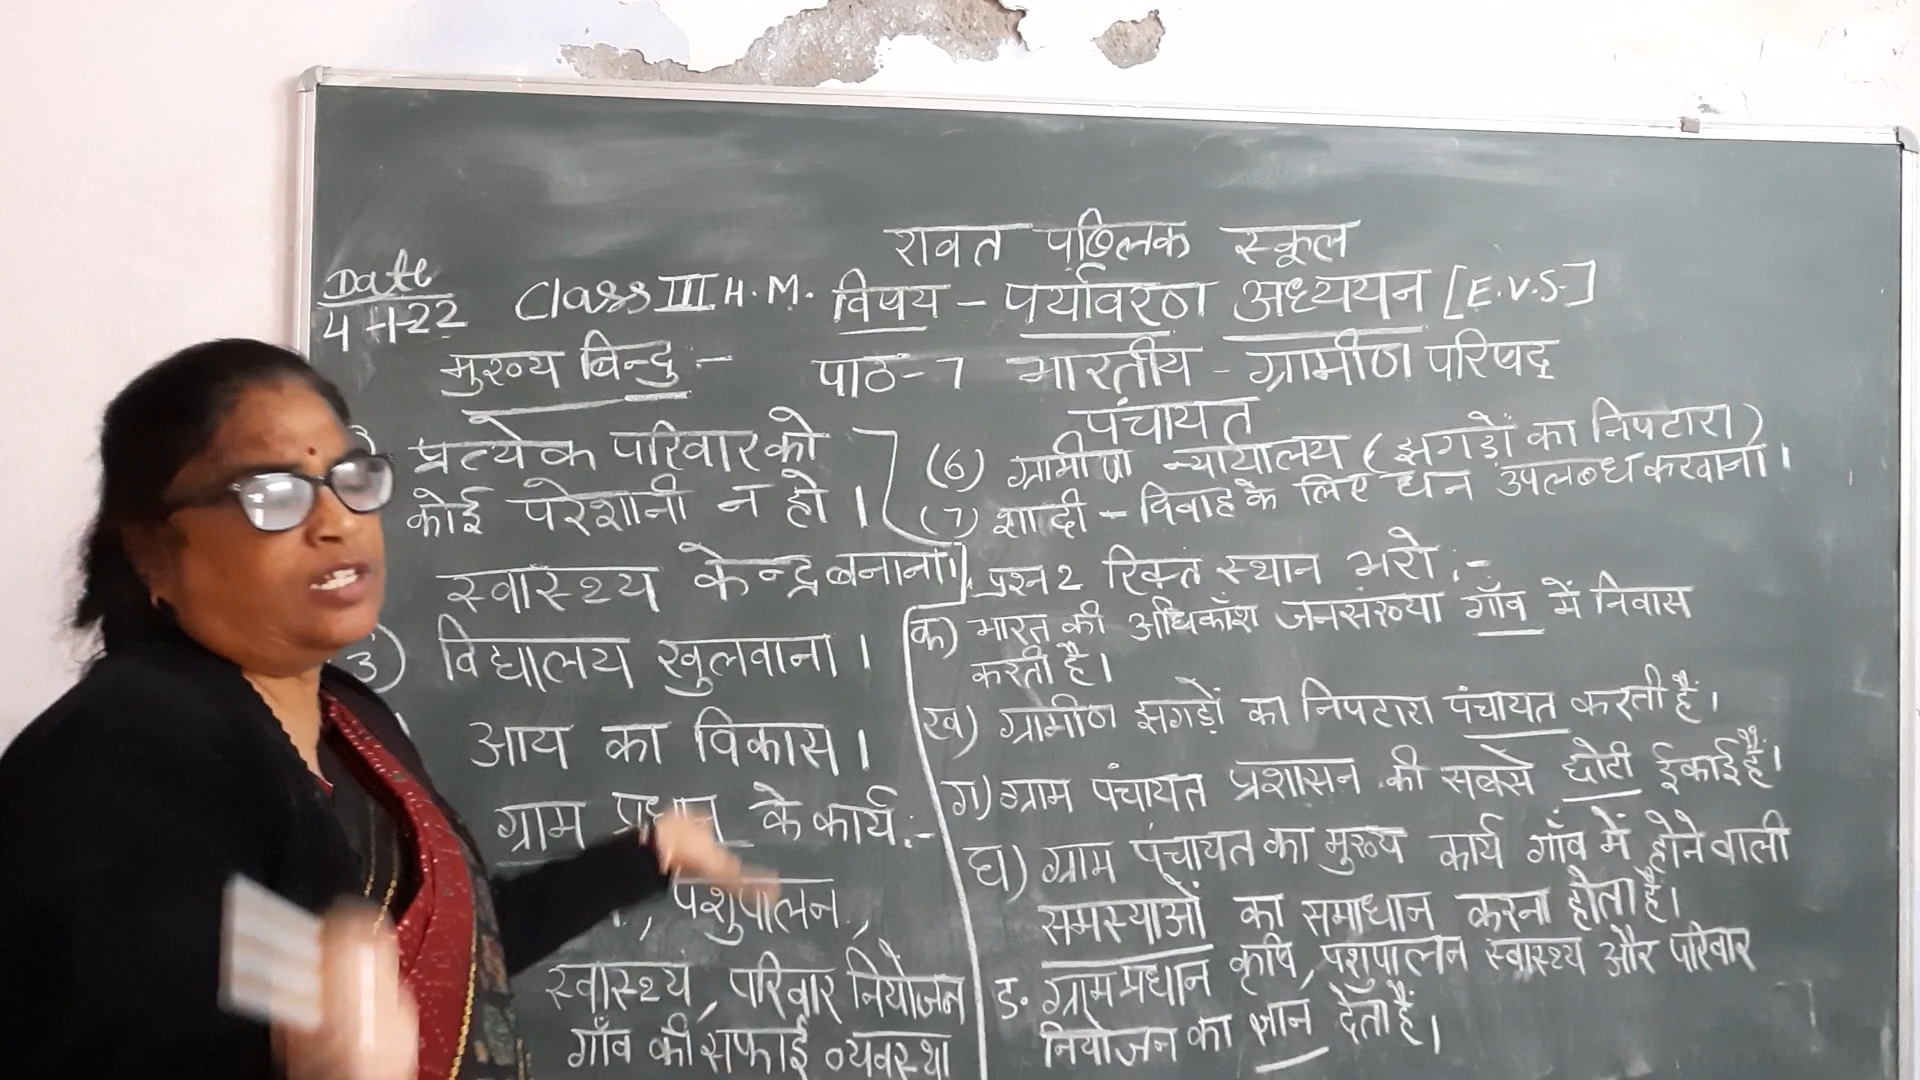 रावत पब्लिक स्कूल
Date
4-1-22
Class III H.M. विषय - पर्यावरण अध्ययन [E.V.S.]
मुख्य बिन्दु :- पाठ-7 भारतीय - ग्रामीण परिषद्
पंचायत
प्रत्येक परिवार को
कोई परेशानी न हो।
स्वास्थ्य केन्द्र बनाना।
3) विद्यालय खुलवाना।
आय का विकास।
ग्राम प्रधान के कार्य :-
, पशुपालन,
स्वास्थ्य, परिवार नियोजन
गाँव की सफाई व्यवस्था
(6) ग्रामीण न्यायालय (झगड़ों का निपटारा)
(7) शादी - विवाह के लिए धन उपलब्ध करवाना।
प्रश्न 2 रिक्त स्थान भरो :-
क) भारत की अधिकाँश जनसंख्या गाँव में निवास
करती है।
ख) ग्रामीण झगड़ों का निपटारा पंचायत करती है।
ग) ग्राम पंचायत प्रशासन की सबसे छोटी ईकाई है।
घ) ग्राम पंचायत का मुख्य कार्य गाँव में होने वाली
समस्याओं का समाधान करना होता है।
ड. ग्राम प्रधान कृषि, पशुपालन स्वास्थ्य और परिवार
नियोजन का ज्ञान देता है।